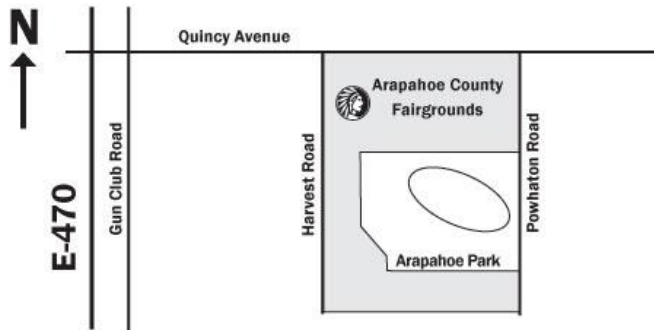 N
Quincy Avenue
Arapahoe County
Fairgrounds
E-470
Gun Club Road
Harvest Road
Powhaton Road
Arapahoe Park